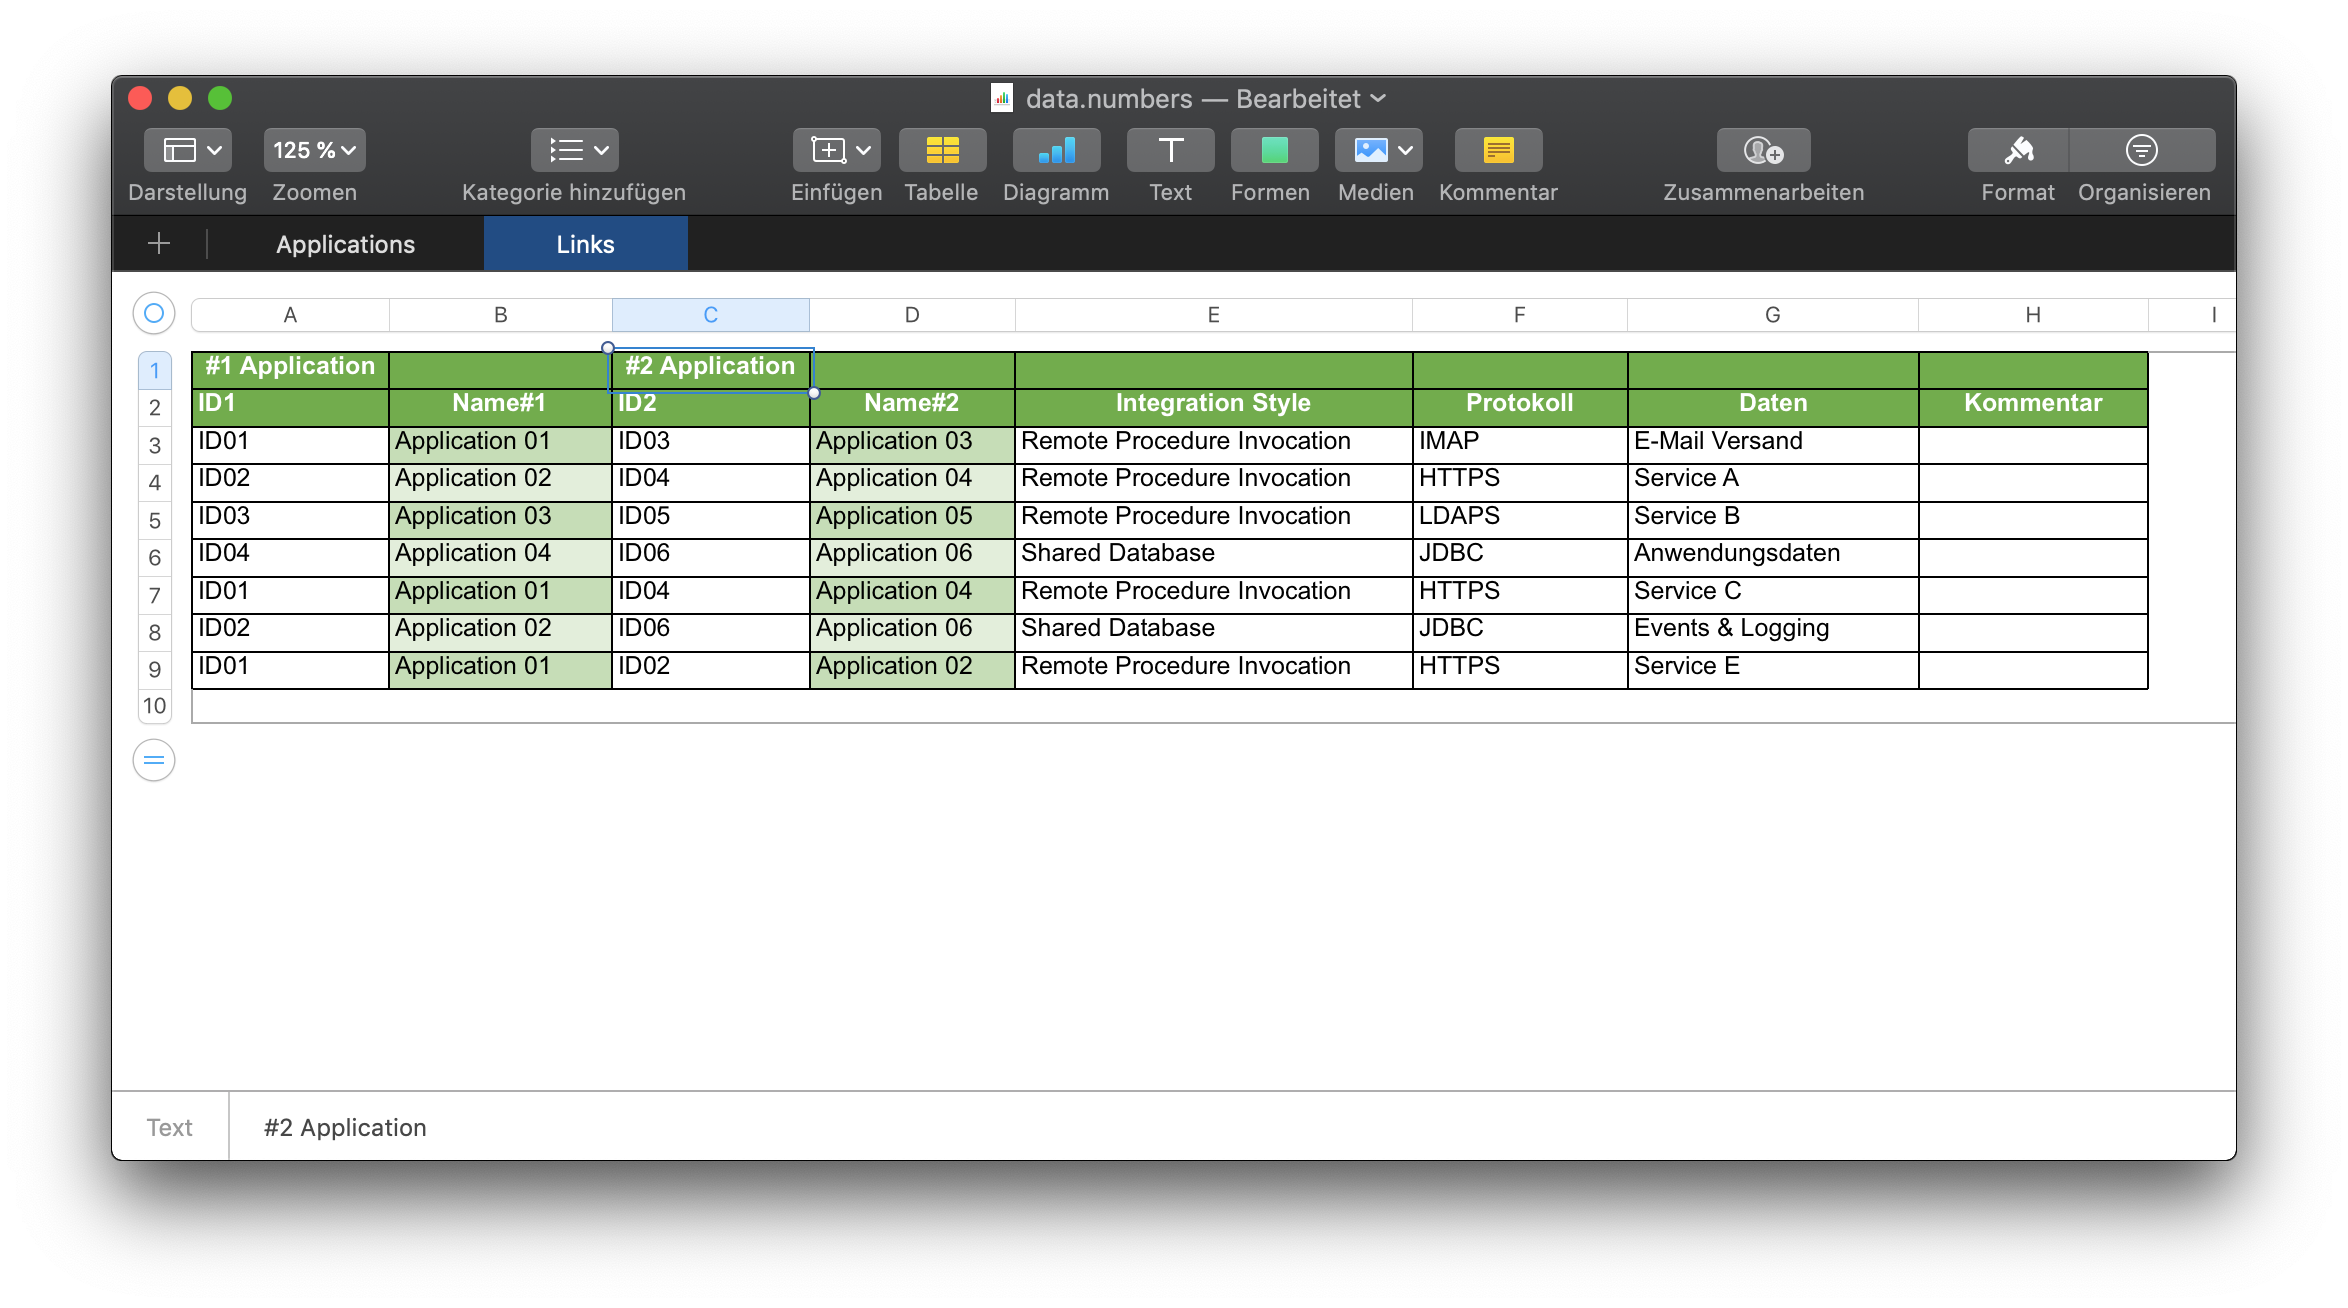 data.numbers — Bearbeitet
125 %
Darstellung Zoomen Kategorie hinzufügen Einfügen Tabelle Diagramm Text Formen Medien Kommentar Zusammenarbeiten Format Organisieren
Applications Links
A B C D E F G H I
1 #1 Application #2 Application
2 ID1 Name#1 ID2 Name#2 Integration Style Protokoll Daten Kommentar
3 ID01 Application 01 ID03 Application 03 Remote Procedure Invocation IMAP E-Mail Versand
4 ID02 Application 02 ID04 Application 04 Remote Procedure Invocation HTTPS Service A
5 ID03 Application 03 ID05 Application 05 Remote Procedure Invocation LDAPS Service B
6 ID04 Application 04 ID06 Application 06 Shared Database JDBC Anwendungsdaten
7 ID01 Application 01 ID04 Application 04 Remote Procedure Invocation HTTPS Service C
8 ID02 Application 02 ID06 Application 06 Shared Database JDBC Events & Logging
9 ID01 Application 01 ID02 Application 02 Remote Procedure Invocation HTTPS Service E
10
Text #2 Application